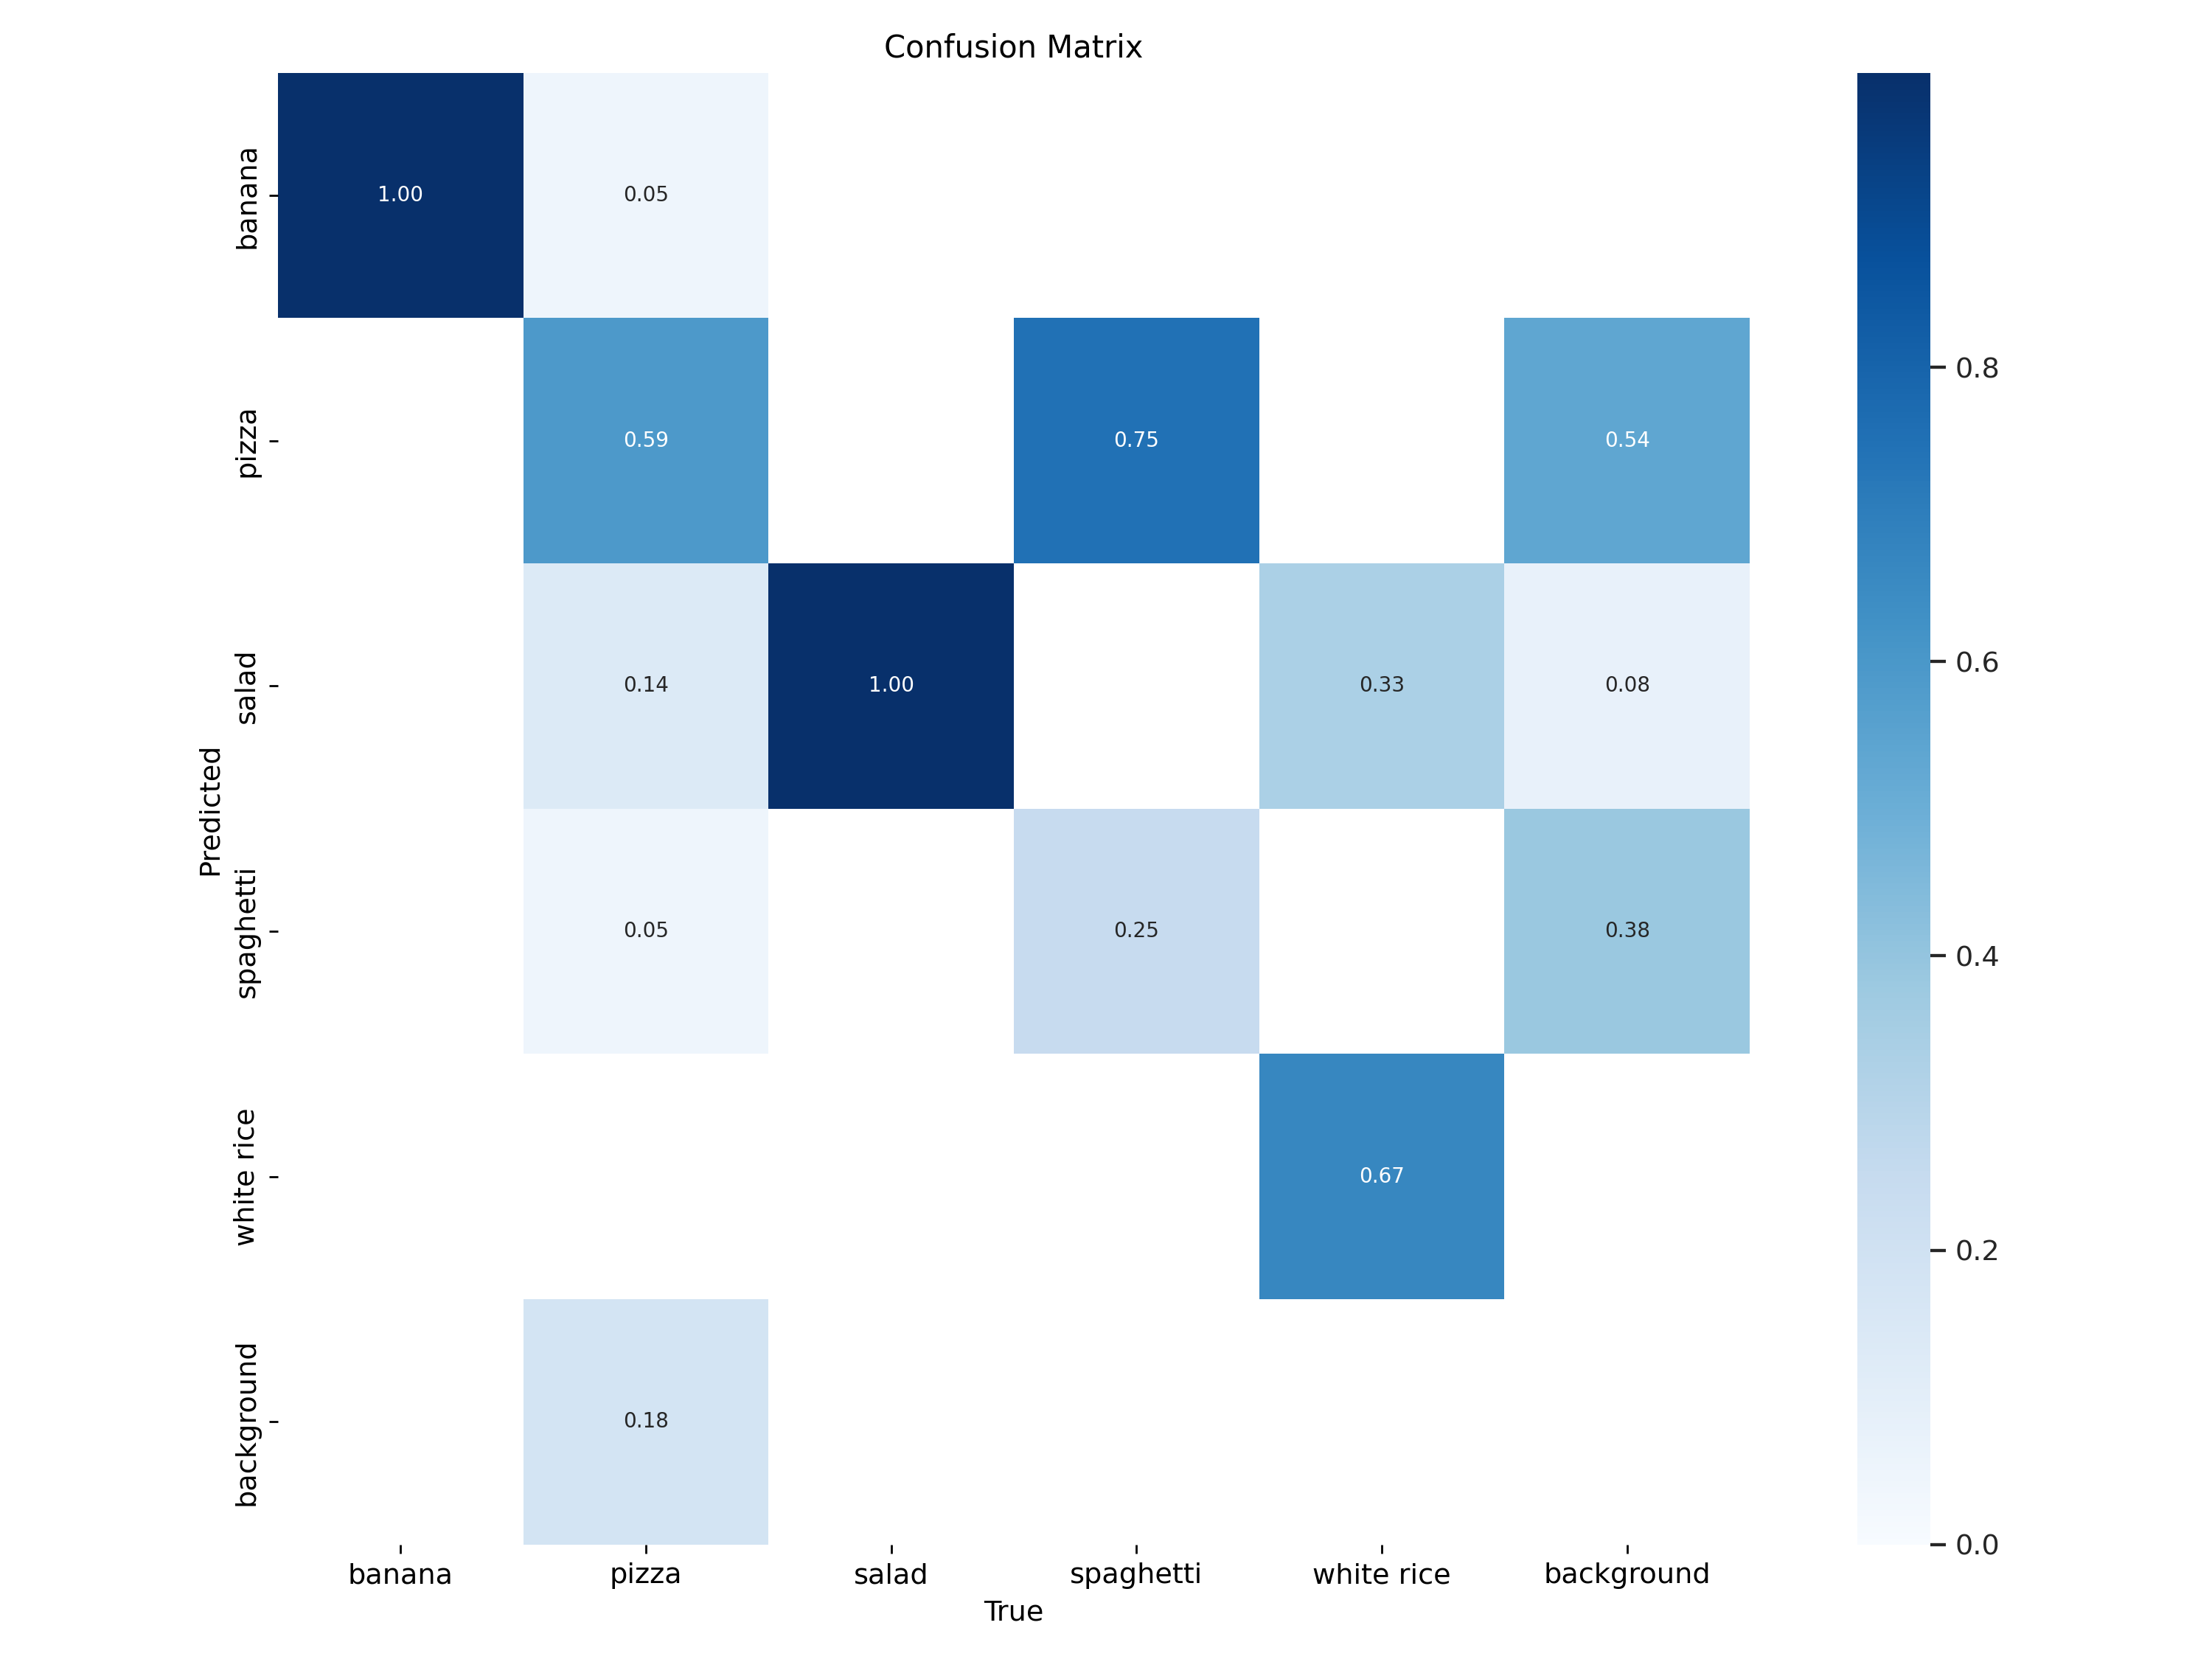 Confusion Matrix
banana
1.00
0.05
pizza
0.59
0.75
0.54
0.8
salad
0.14
1.00
0.33
0.08
0.6
Predicted
spaghetti
0.05
0.25
0.38
0.4
white rice
0.67
0.2
background
0.18
0.0
banana pizza salad spaghetti white rice background
True